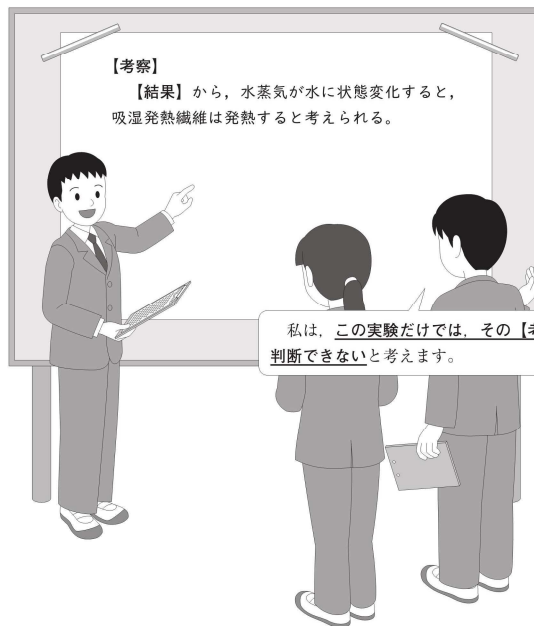 【考察】
【結果】から，水蒸気が水に状態変化すると，
吸湿発熱繊維は発熱すると考えられる。
私は，この実験だけでは，その【考
判断できないと考えます。